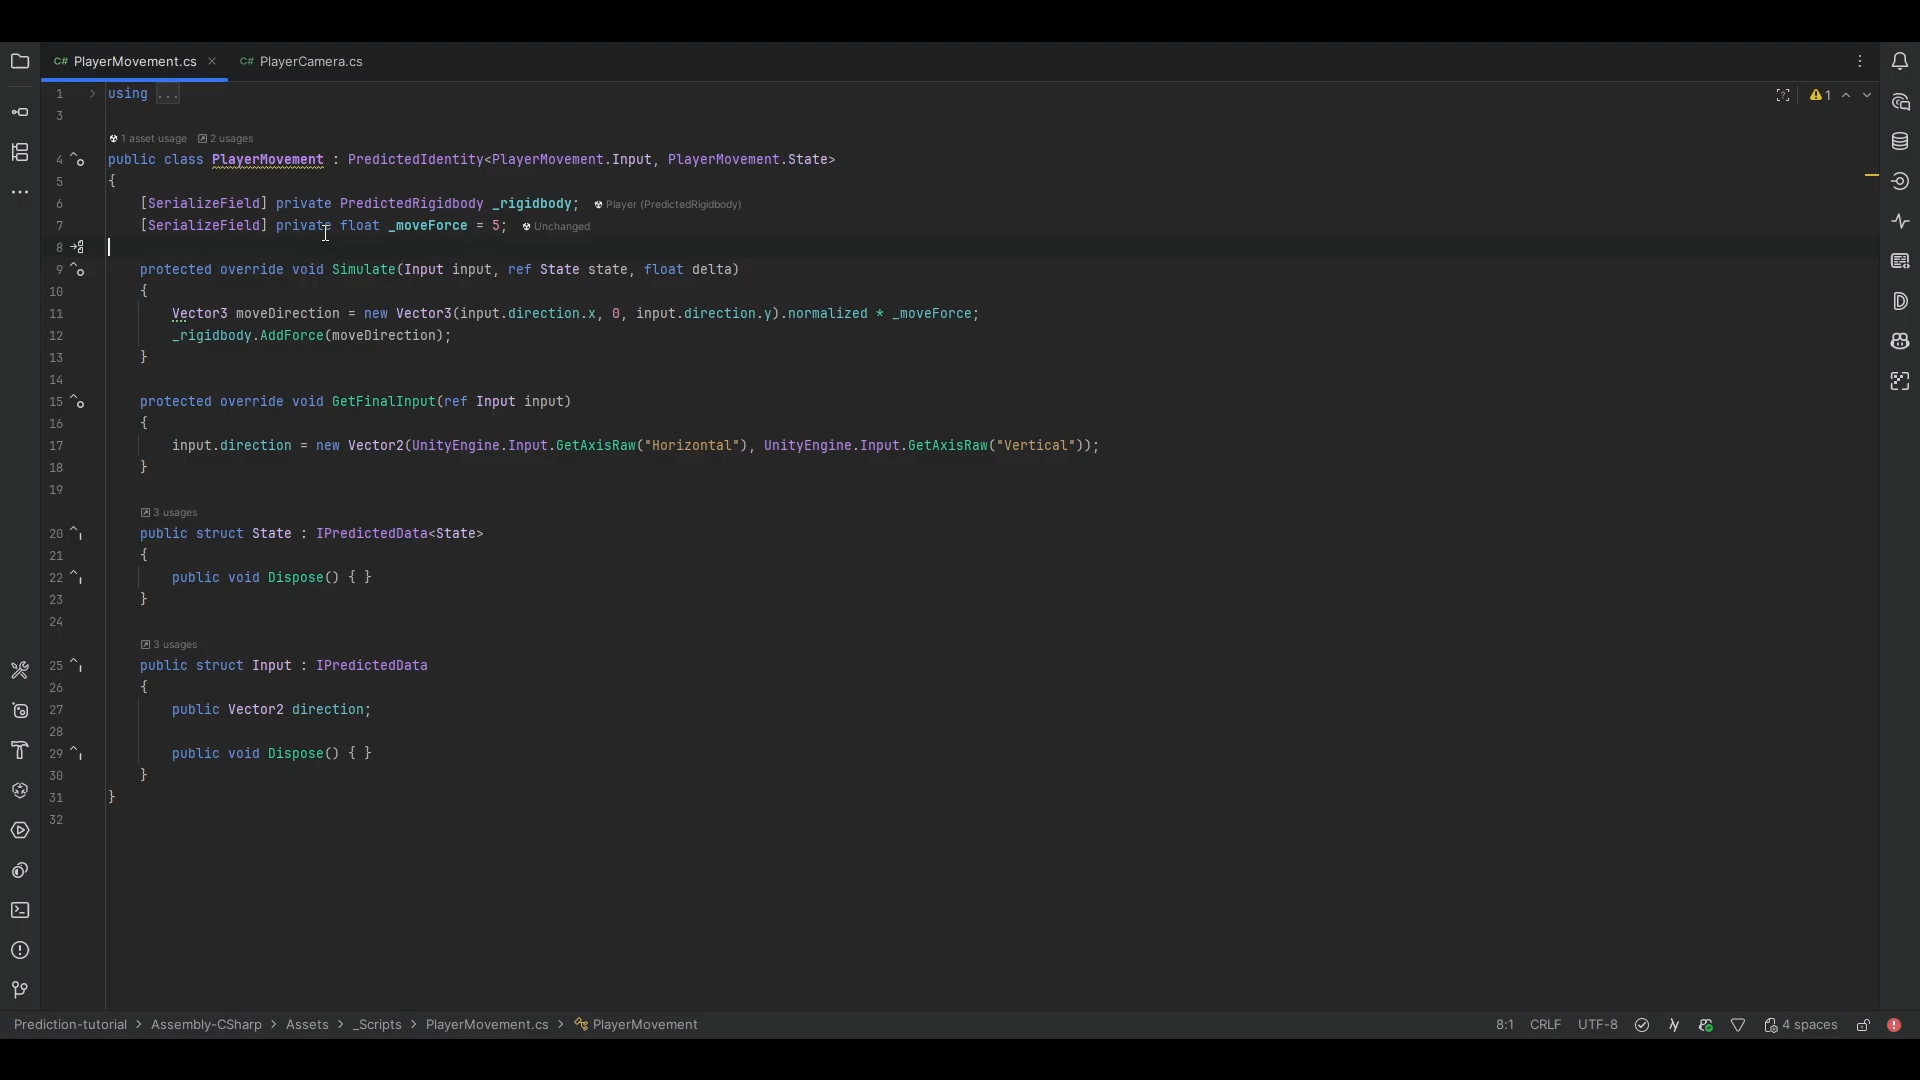 C# PlayerMovement.cs × C# PlayerCamera.cs
1 using ...
1
3
1 asset usage 2 usages
4 public class PlayerMovement : PredictedIdentity<PlayerMovement.Input, PlayerMovement.State>
5 {
6 [SerializeField] private PredictedRigidbody _rigidbody; Player (PredictedRigidbody)
7 [SerializeField] private float _moveForce = 5; Unchanged
8
9 protected override void Simulate(Input input, ref State state, float delta)
10 {
11 Vector3 moveDirection = new Vector3(input.direction.x, 0, input.direction.y).normalized * _moveForce;
12 _rigidbody.AddForce(moveDirection);
13 }
14
15 protected override void GetFinalInput(ref Input input)
16 {
17 input.direction = new Vector2(UnityEngine.Input.GetAxisRaw("Horizontal"), UnityEngine.Input.GetAxisRaw("Vertical"));
18 }
19
3 usages
20 public struct State : IPredictedData<State>
21 {
22 public void Dispose() { }
23 }
24
3 usages
25 public struct Input : IPredictedData
26 {
27 public Vector2 direction;
28
29 public void Dispose() { }
30 }
31 }
32
Prediction-tutorial > Assembly-CSharp > Assets > _Scripts > PlayerMovement.cs > PlayerMovement 8:1 CRLF UTF-8 4 spaces